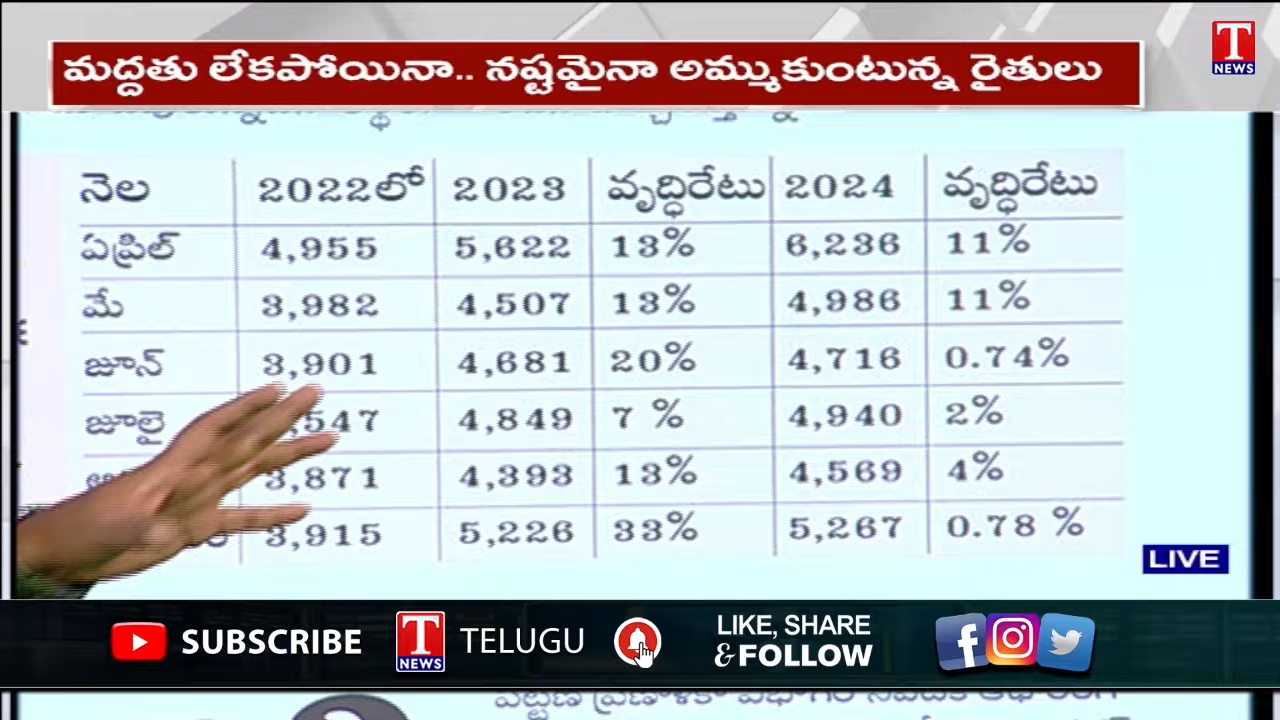 మద్దతు లేకపోయినా.. నష్టమైనా అమ్ముకుంటున్న రైతులు
T NEWS
నెల 2022లో 2023 వృద్ధిరేటు 2024 వృద్ధిరేటు
ఏప్రిల్ 4,955 5,622 13% 6,236 11%
మే 3,982 4,507 13% 4,986 11%
జూన్ 3,901 4,681 20% 4,716 0.74%
జూలై ,547 4,849 7 % 4,940 2%
3,871 4,393 13% 4,569 4%
3,915 5,226 33% 5,267 0.78 %
LIVE
SUBSCRIBE T NEWS TELUGU LIKE, SHARE & FOLLOW